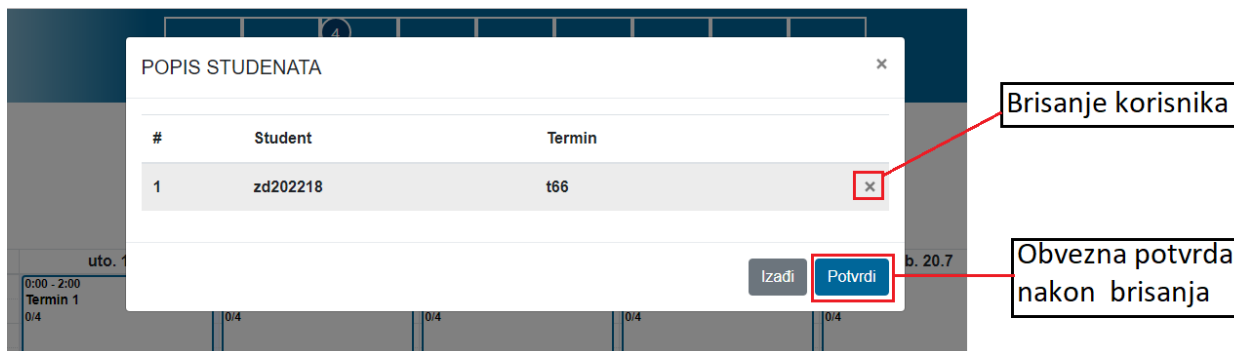 4
POPIS STUDENATA ×
Brisanje korisnika
# Student Termin
1 zd202218 t66 ×
Izađi Potvrdi
Obvezna potvrda
nakon brisanja
uto. 1 b. 20.7
0:00 - 2:00
Termin 1
0/4 0/4 0/4 0/4 0/4